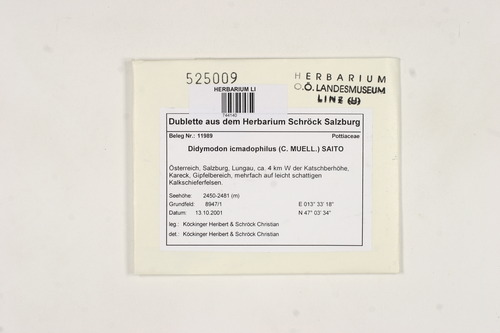 525009
HERBARIUM
O.Ö. LANDESMUSEUM
LINZ (LI)
HERBARIUM LI
744140
Dublette aus dem Herbarium Schröck Salzburg
Beleg Nr.: 11989 Pottiaceae
Didymodon icmadophilus (C. MUELL.) SAITO
Österreich, Salzburg, Lungau, ca. 4 km W der Katschberhöhe,
Kareck, Gipfelbereich, mehrfach auf leicht schattigen
Kalkschieferfelsen.
Seehöhe: 2450-2481 (m)
Grundfeld: 8947/1 E 013° 33' 18"
Datum: 13.10.2001 N 47° 03' 34"
leg.: Köckinger Heribert & Schröck Christian
det.: Köckinger Heribert & Schröck Christian